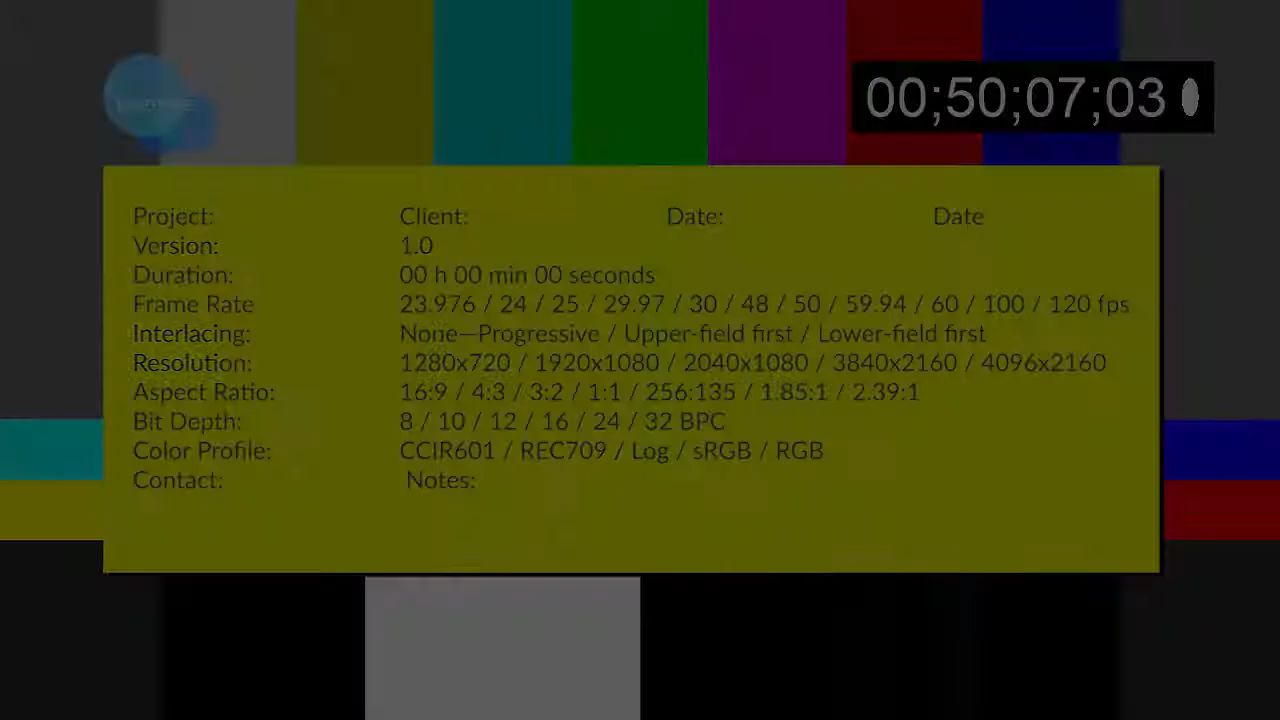 00;50;07;03
Project: Client: Date: Date
Version: 1.0
Duration: 00 h 00 min 00 seconds
Frame Rate 23.976 / 24 / 25 / 29.97 / 30 / 48 / 50 / 59.94 / 60 / 100 / 120 fps
Interlacing: None—Progressive / Upper-field first / Lower-field first
Resolution: 1280x720 / 1920x1080 / 2040x1080 / 3840x2160 / 4096x2160
Aspect Ratio: 16:9 / 4:3 / 3:2 / 1:1 / 256:135 / 1.85:1 / 2.39:1
Bit Depth: 8 / 10 / 12 / 16 / 24 / 32 BPC
Color Profile: CCIR601 / REC709 / Log / sRGB / RGB
Contact: Notes: